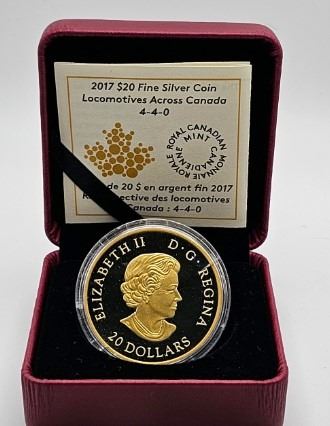 2017 $20 Fine Silver Coin
Locomotives Across Canada
4-4-0
ROYAL CANADIAN MINT
MONNAIE ROYALE CANADIENNE
de 20 $ en argent fin 2017
des locomotives
Canada : 4-4-0
ELIZABETH II D·G·REGINA
20 DOLLARS